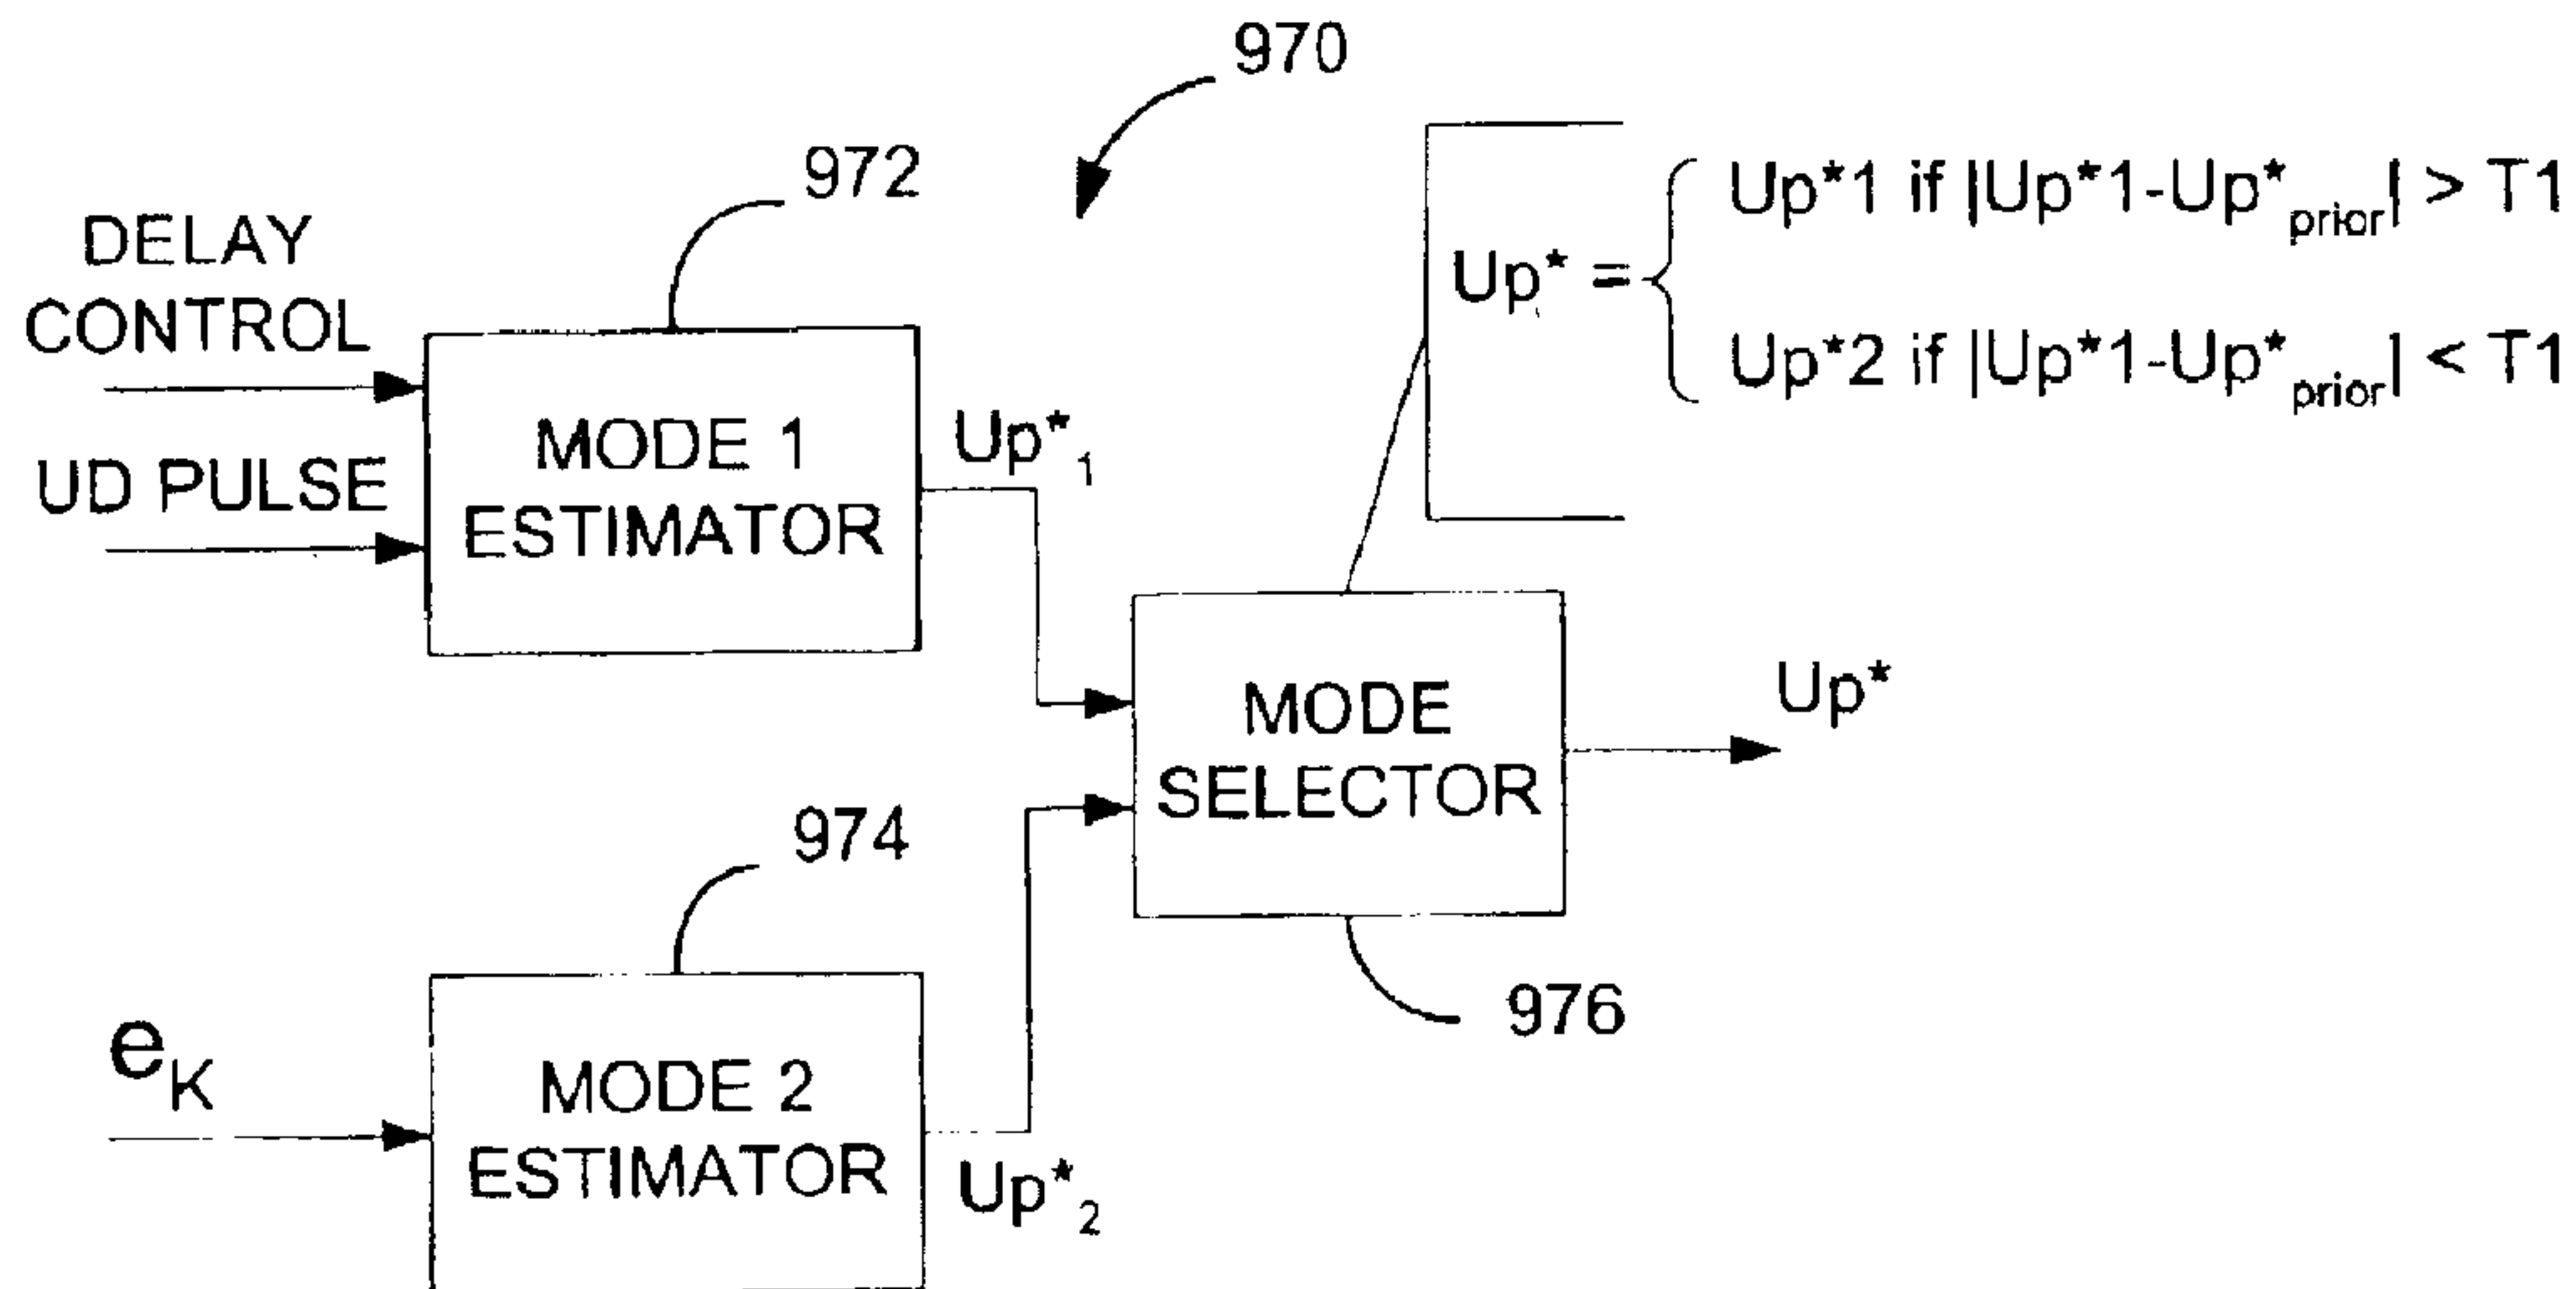 970
972
DELAY
CONTROL
UD PULSE
MODE 1
ESTIMATOR
Up*1
Up* =
Up*1 if |Up*1-Up*prior| > T1
Up*2 if |Up*1-Up*prior| < T1
MODE
SELECTOR
Up*
974
976
eK
MODE 2
ESTIMATOR
Up*2